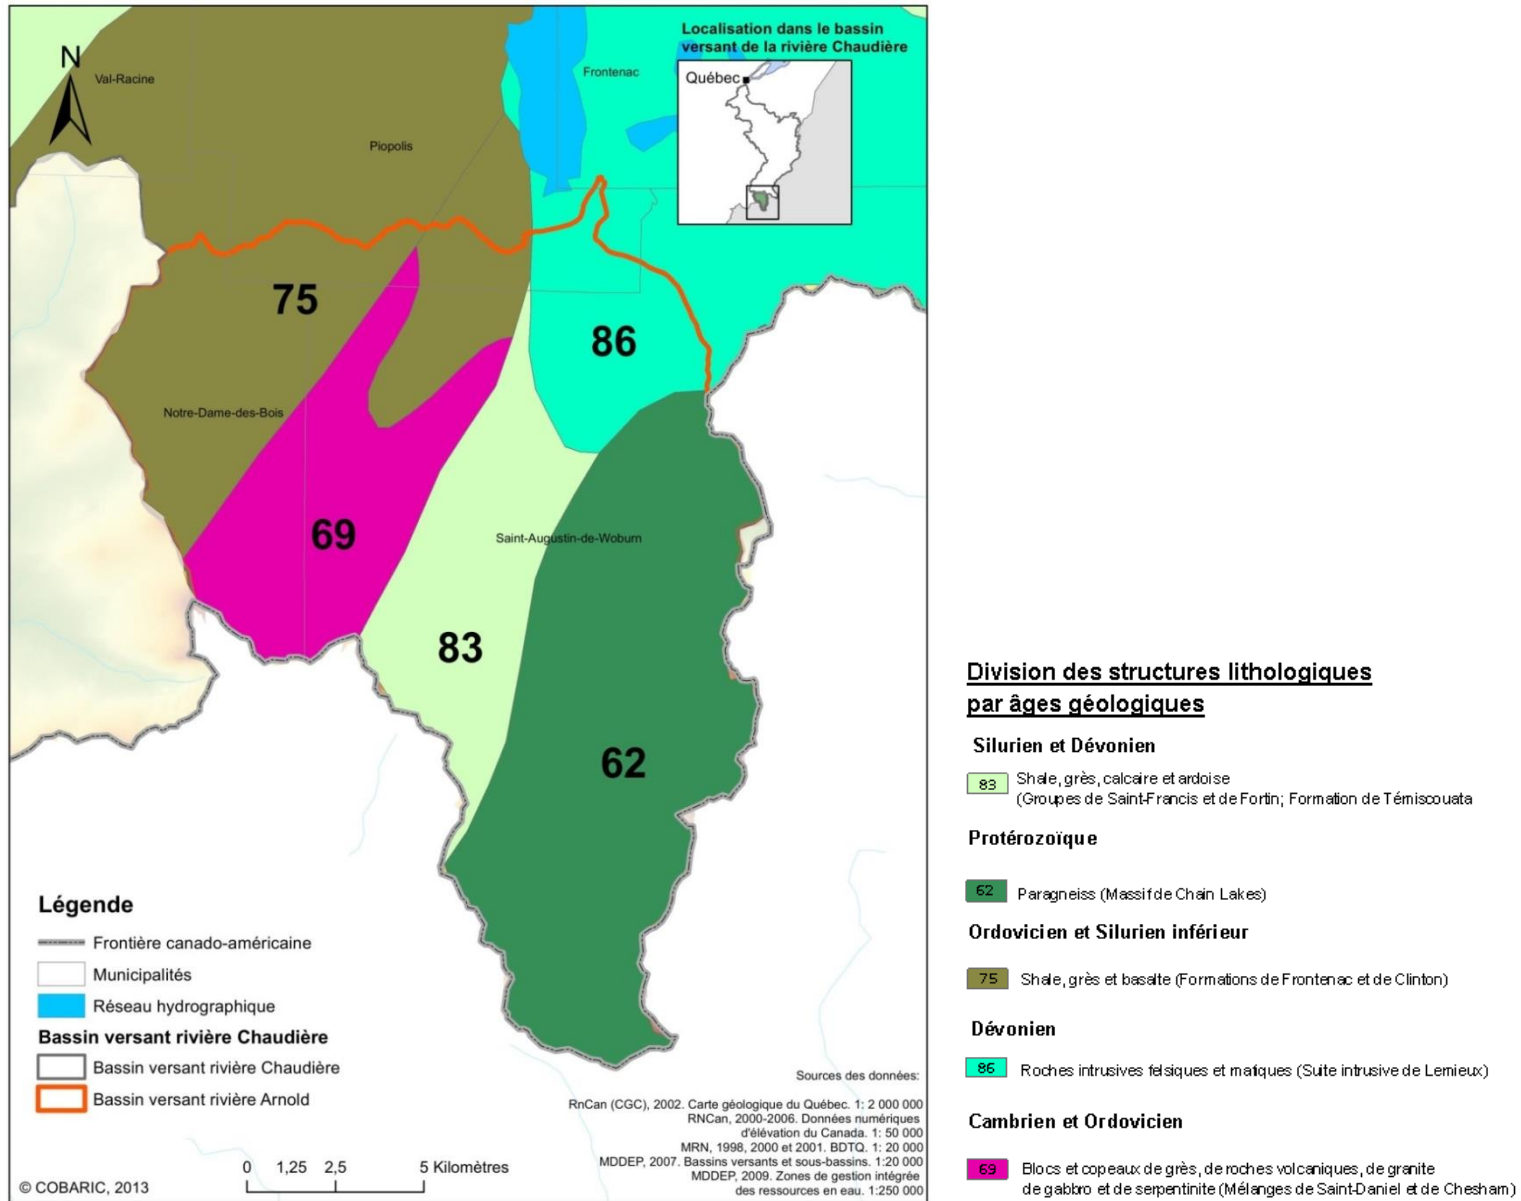 N
Val-Racine
Piopolis
Frontenac
Localisation dans le bassin
versant de la rivière Chaudière
Québec
75
86
Notre-Dame-des-Bois
69
Saint-Augustin-de-Woburn
83
62
Légende
Frontière canado-américaine
Municipalités
Réseau hydrographique
Bassin versant rivière Chaudière
Bassin versant rivière Chaudière
Bassin versant rivière Arnold
0 1,25 2,5 5 Kilomètres
© COBARIC, 2013
Sources des données:
RnCan (CGC), 2002. Carte géologique du Québec. 1: 2 000 000
RNCan, 2000-2006. Données numériques
d'élévation du Canada. 1: 50 000
MRN, 1998, 2000 et 2001. BDTQ. 1: 20 000
MDDEP, 2007. Bassins versants et sous-bassins. 1:20 000
MDDEP, 2009. Zones de gestion intégrée
des ressources en eau. 1:250 000
Division des structures lithologiques
par âges géologiques
Silurien et Dévonien
83 Shale, grès, calcaire et ardoise
(Groupes de Saint-Francis et de Fortin; Formation de Témiscouata
Protérozoïque
62 Paragneiss (Massif de Chain Lakes)
Ordovicien et Silurien inférieur
75 Shale, grès et basalte (Formations de Frontenac et de Clinton)
Dévonien
86 Roches intrusives felsiques et mafiques (Suite intrusive de Lemieux)
Cambrien et Ordovicien
69 Blocs et copeaux de grès, de roches volcaniques, de granite
de gabbro et de serpentinite (Mélanges de Saint-Daniel et de Chesham)